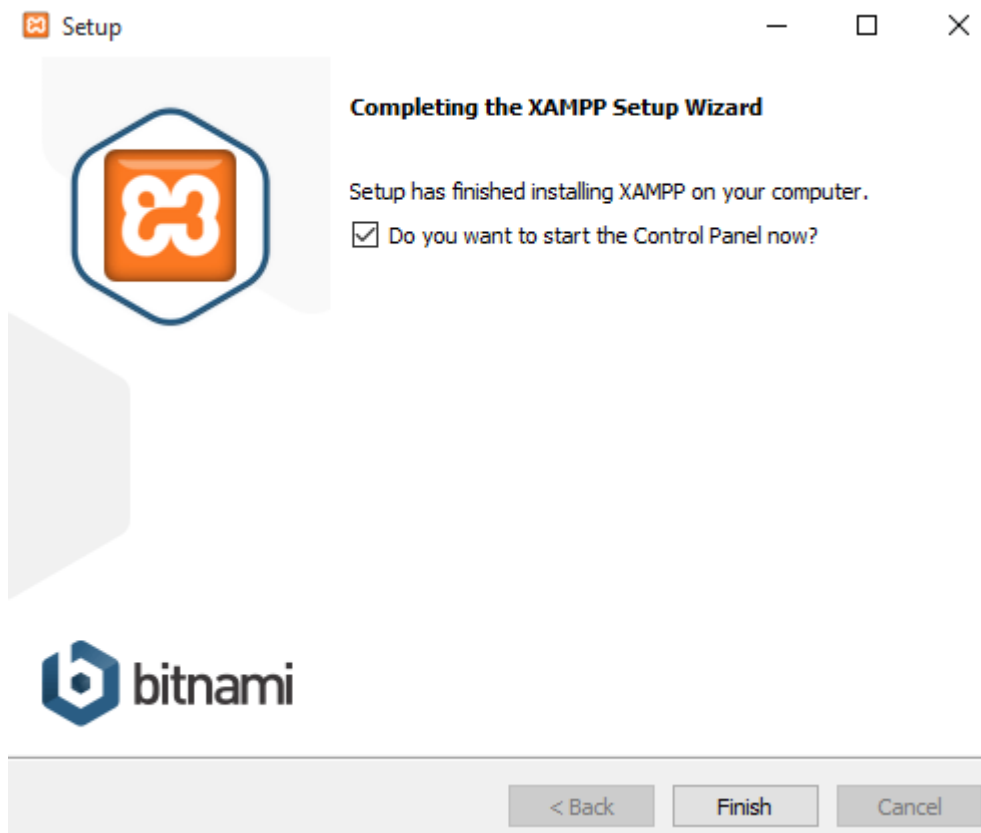 Setup
Completing the XAMPP Setup Wizard
Setup has finished installing XAMPP on your computer.
Do you want to start the Control Panel now?
bitnami
< Back
Finish
Cancel